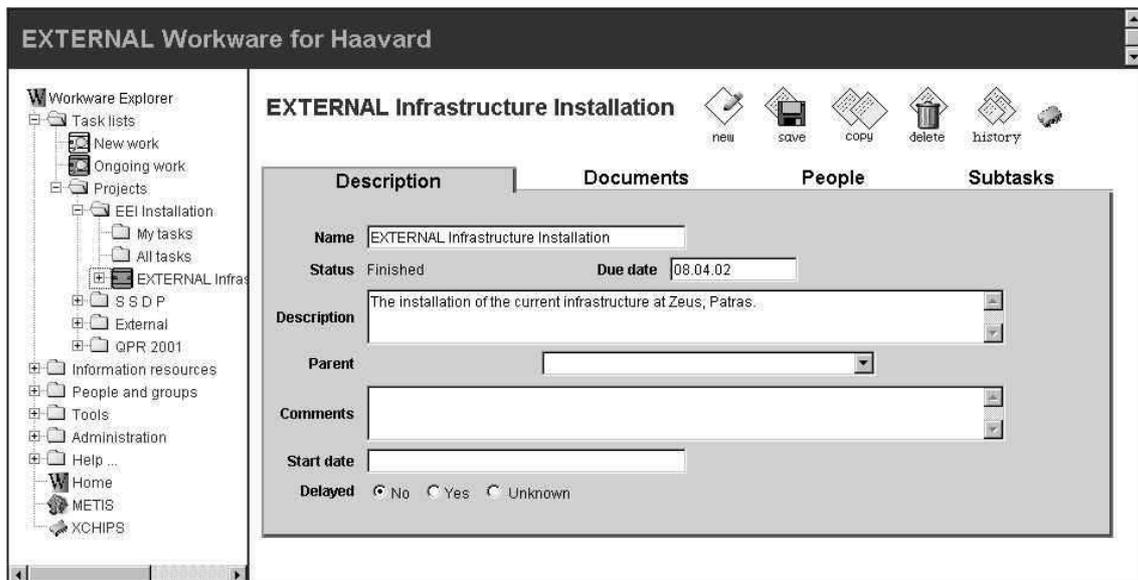 EXTERNAL Workware for Haavard
Workware Explorer
Task lists
New work
Ongoing work
Projects
EEI Installation
My tasks
All tasks
EXTERNAL Infras
S S D P
External
QPR 2001
Information resources
People and groups
Tools
Administration
Help ...
Home
METIS
XCHIPS
EXTERNAL Infrastructure Installation
new save copy delete history
Description Documents People Subtasks
Name EXTERNAL Infrastructure Installation
Status Finished Due date 08.04.02
Description The installation of the current infrastructure at Zeus, Patras.
Parent
Comments
Start date
Delayed No Yes Unknown